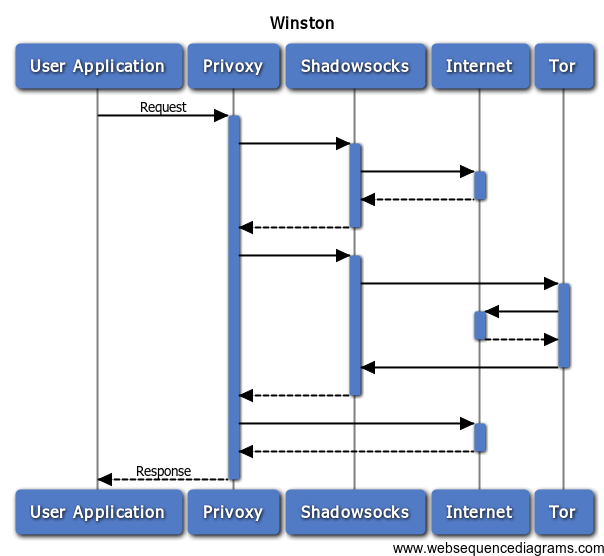 Winston
User Application Privoxy Shadowsocks Internet Tor
Request
Response
User Application Privoxy Shadowsocks Internet Tor
www.websequencediagrams.com